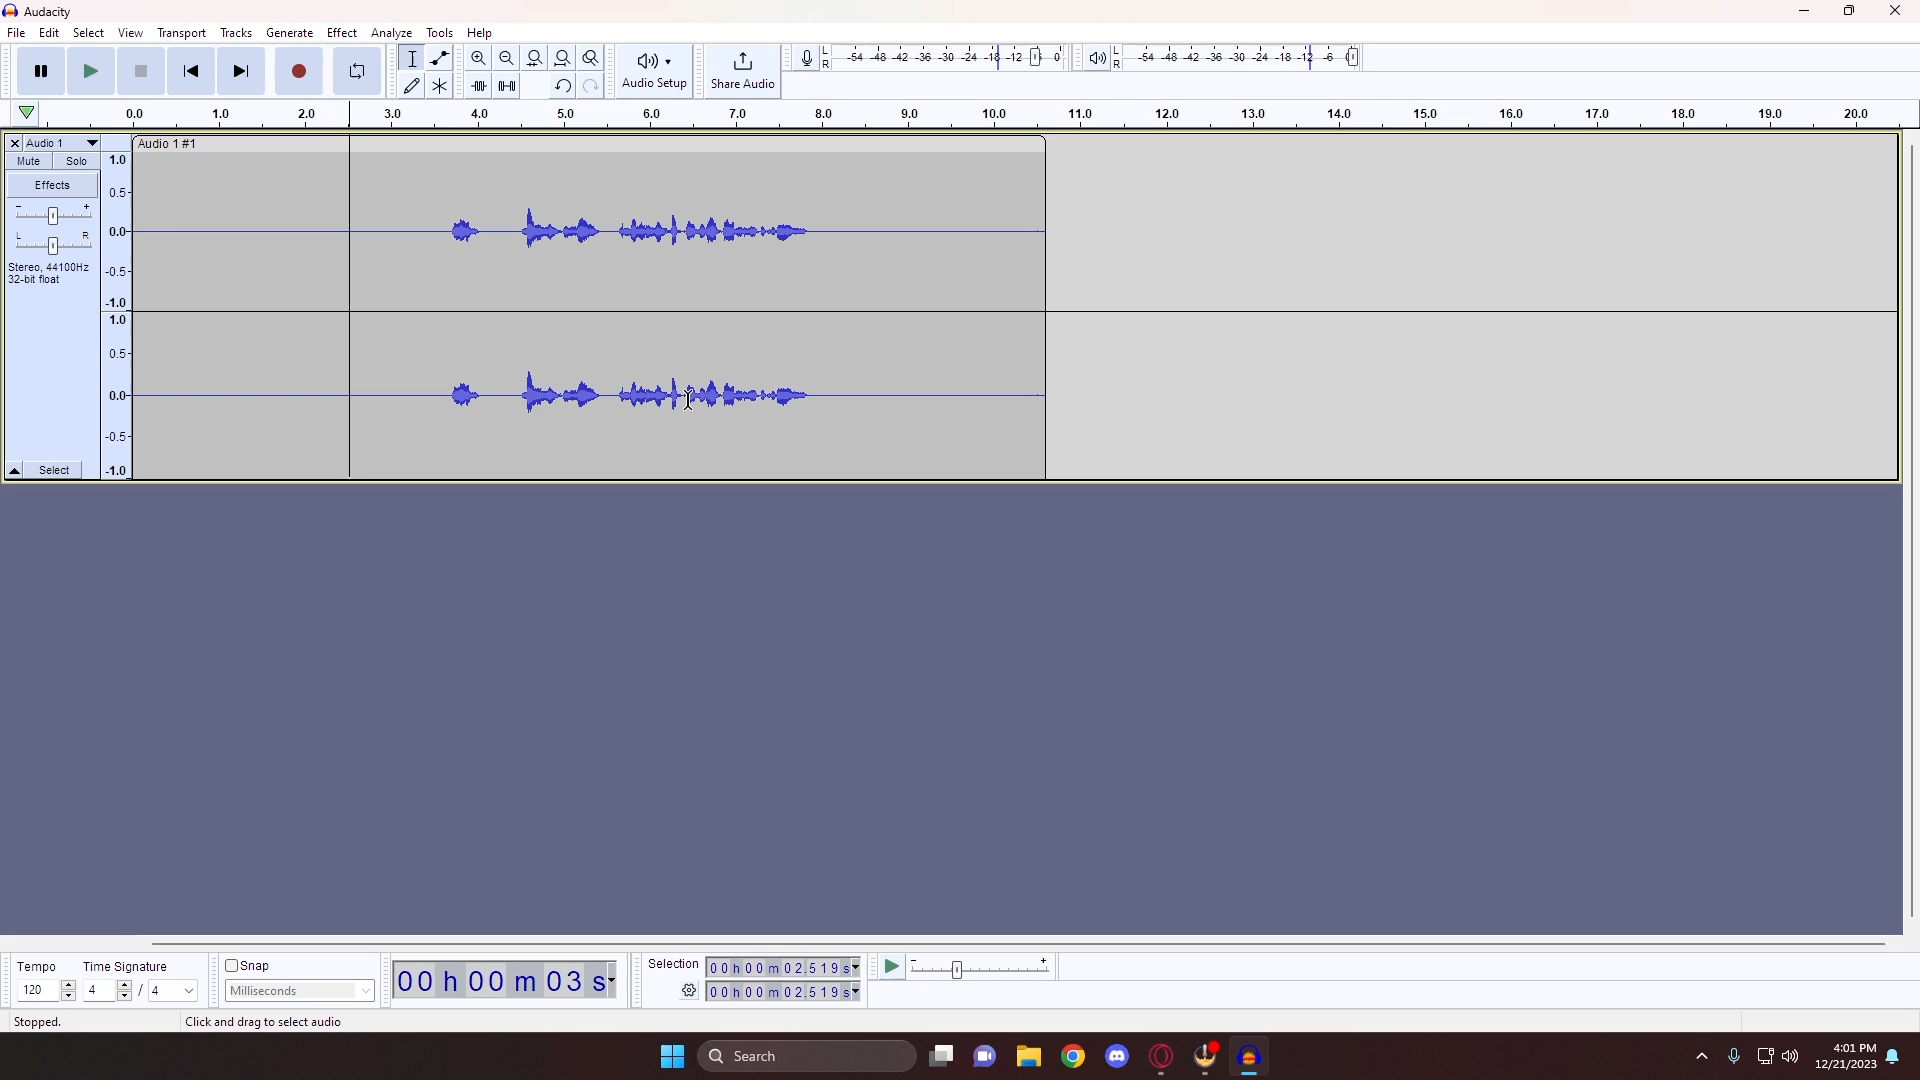 Audacity
File Edit Select View Transport Tracks Generate Effect Analyze Tools Help
Audio Setup
Share Audio
L
R
-54 -48 -42 -36 -30 -24 -18 -12 0
L
R
-54 -48 -42 -36 -30 -24 -18 -12 -6 0
0.0 1.0 2.0 3.0 4.0 5.0 6.0 7.0 8.0 9.0 10.0 11.0 12.0 13.0 14.0 15.0 16.0 17.0 18.0 19.0 20.0
Audio 1
Audio 1 #1
Mute Solo
Effects
- +
L R
Stereo, 44100Hz
32-bit float
Select
1.0
0.5
0.0
-0.5
-1.0
1.0
0.5
0.0
-0.5
-1.0
Tempo Time Signature
120 4 / 4
Snap
Milliseconds
00 h 00 m 03 s
Selection
00 h 00 m 02.519 s
00 h 00 m 02.519 s
- +
Stopped. Click and drag to select audio
Search
4:01 PM
12/21/2023